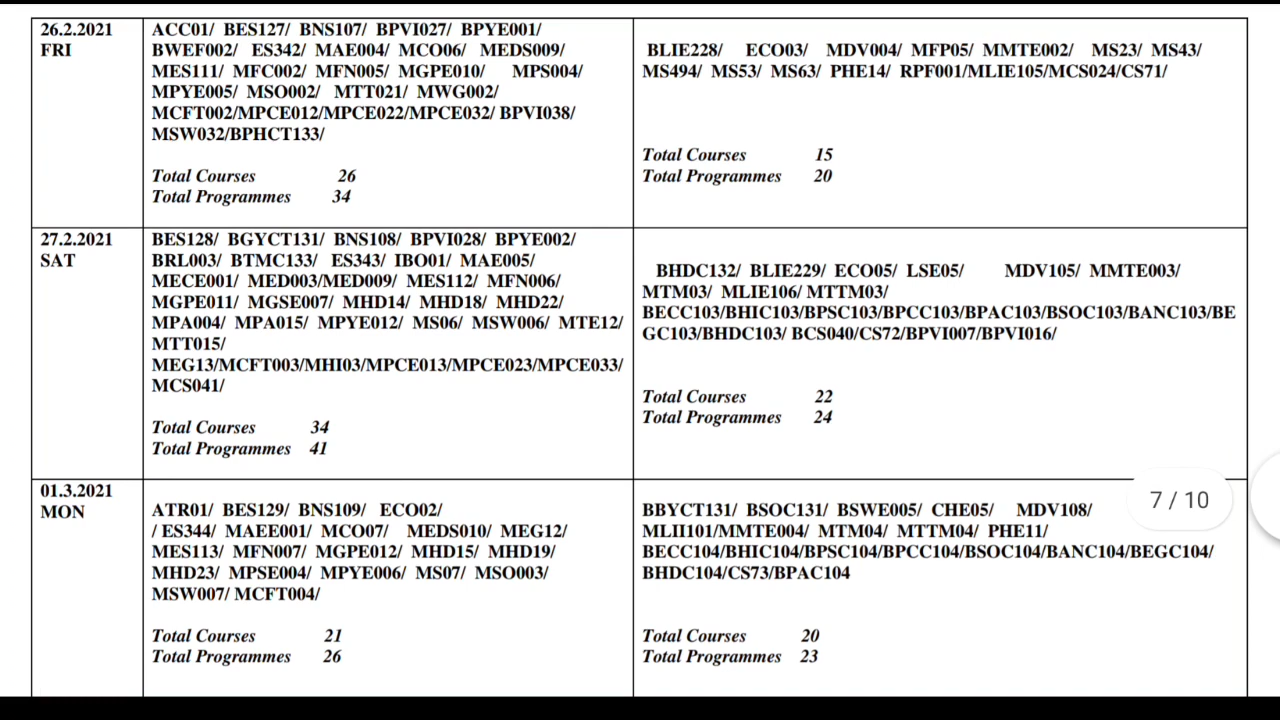 26.2.2021
FRI
ACC01/ BES127/ BNS107/ BPVI027/ BPYE001/
BWEF002/ ES342/ MAE004/ MCO06/ MEDS009/
MES111/ MFC002/ MFN005/ MGPE010/ MPS004/
MPYE005/ MSO002/ MTT021/ MWG002/
MCFT002/MPCE012/MPCE022/MPCE032/ BPVI038/
MSW032/BPHCT133/
Total Courses 26
Total Programmes 34
BLIE228/ ECO03/ MDV004/ MFP05/ MMTE002/ MS23/ MS43/
MS494/ MS53/ MS63/ PHE14/ RPF001/MLIE105/MCS024/CS71/
Total Courses 15
Total Programmes 20
27.2.2021
SAT
BES128/ BGYCT131/ BNS108/ BPVI028/ BPYE002/
BRL003/ BTMC133/ ES343/ IBO01/ MAE005/
MECE001/ MED003/MED009/ MES112/ MFN006/
MGPE011/ MGSE007/ MHD14/ MHD18/ MHD22/
MPA004/ MPA015/ MPYE012/ MS06/ MSW006/ MTE12/
MTT015/
MEG13/MCFT003/MHI03/MPCE013/MPCE023/MPCE033/
MCS041/
Total Courses 34
Total Programmes 41
BHDC132/ BLIE229/ ECO05/ LSE05/ MDV105/ MMTE003/
MTM03/ MLIE106/ MTTM03/
BECC103/BHIC103/BPSC103/BPCC103/BPAC103/BSOC103/BANC103/BE
GC103/BHDC103/ BCS040/CS72/BPVI007/BPVI016/
Total Courses 22
Total Programmes 24
01.3.2021
MON
ATR01/ BES129/ BNS109/ ECO02/
/ ES344/ MAEE001/ MCO07/ MEDS010/ MEG12/
MES113/ MFN007/ MGPE012/ MHD15/ MHD19/
MHD23/ MPSE004/ MPYE006/ MS07/ MSO003/
MSW007/ MCFT004/
Total Courses 21
Total Programmes 26
BBYCT131/ BSOC131/ BSWE005/ CHE05/ MDV108/
MLII101/MMTE004/ MTM04/ MTTM04/ PHE11/
BECC104/BHIC104/BPSC104/BPCC104/BSOC104/BANC104/BEGC104/
BHDC104/CS73/BPAC104
Total Courses 20
Total Programmes 23
7 / 10